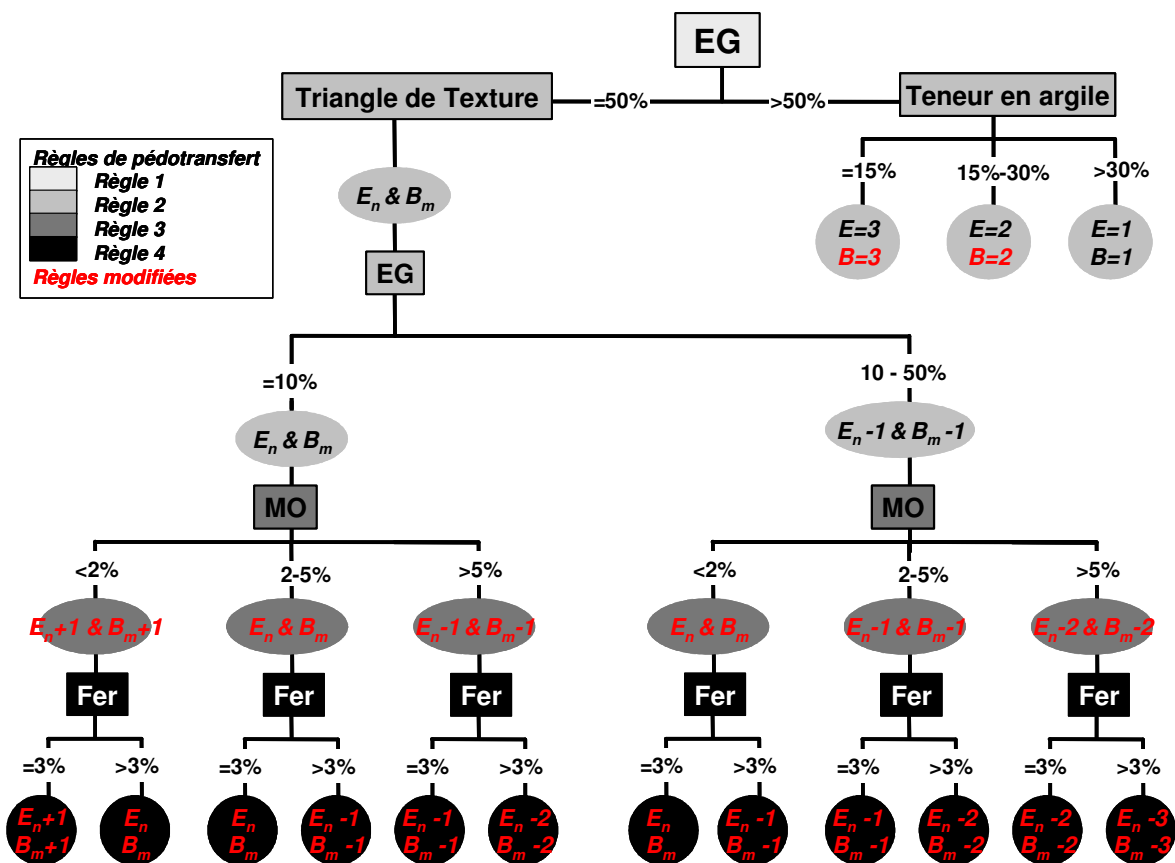 EG
Triangle de Texture
=50%
>50%
Teneur en argile
Règles de pédotransfert
Règle 1
Règle 2
Règle 3
Règle 4
Règles modifiées
=15%
15%-30%
>30%
E=3
B=3
E=2
B=2
E=1
B=1
En & Bm
EG
=10%
10 - 50%
En & Bm
En -1 & Bm -1
MO
MO
<2%
2-5%
>5%
<2%
2-5%
>5%
En+1 & Bm+1
En & Bm
En-1 & Bm-1
En & Bm
En-1 & Bm-1
En-2 & Bm-2
Fer
Fer
Fer
Fer
Fer
Fer
=3%
>3%
=3%
>3%
=3%
>3%
=3%
>3%
=3%
>3%
=3%
>3%
En+1
Bm+1
En
Bm
En
Bm
En -1
Bm -1
En -1
Bm -1
En -2
Bm -2
En
Bm
En -1
Bm -1
En -1
Bm -1
En -2
Bm -2
En -2
Bm -2
En -3
Bm -3